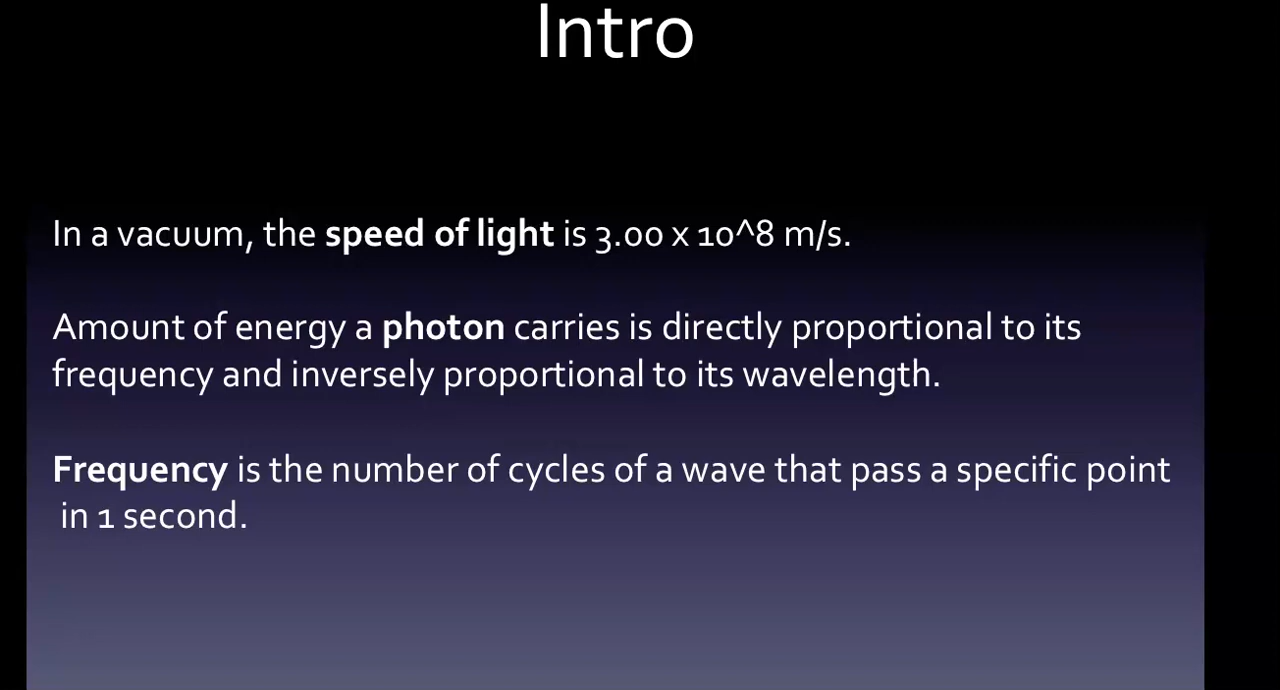 Intro
In a vacuum, the speed of light is 3.00 x 10^8 m/s.
Amount of energy a photon carries is directly proportional to its
frequency and inversely proportional to its wavelength.
Frequency is the number of cycles of a wave that pass a specific point
in 1 second.